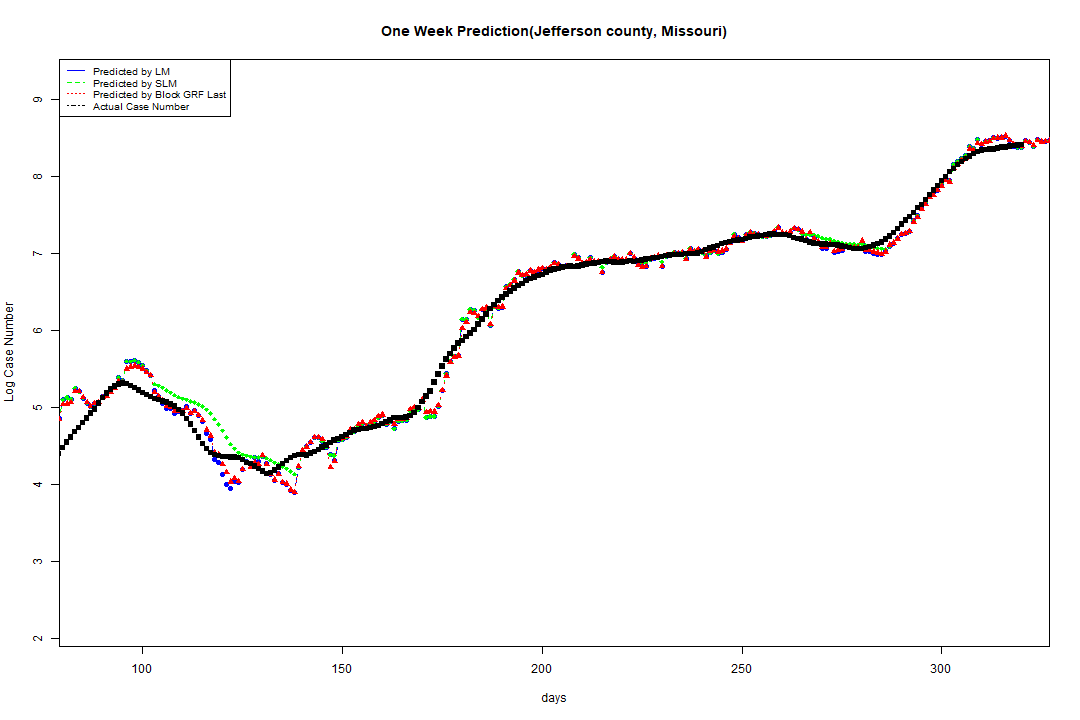 One Week Prediction(Jefferson county, Missouri)
Predicted by LM
Predicted by SLM
Predicted by Block GRF Last
Actual Case Number
9
8
7
6
5
4
3
2
Log Case Number
100 150 200 250 300
days